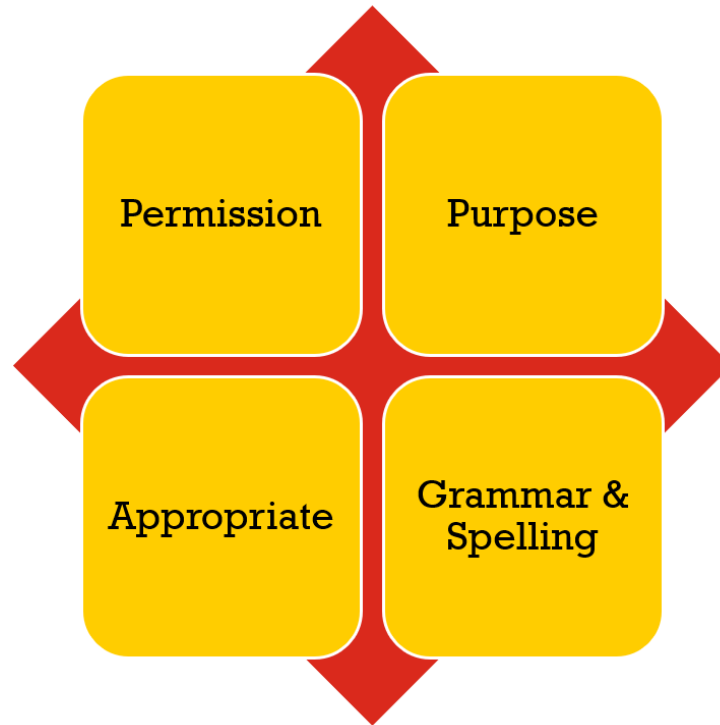 Permission
Purpose
Appropriate
Grammar &
Spelling